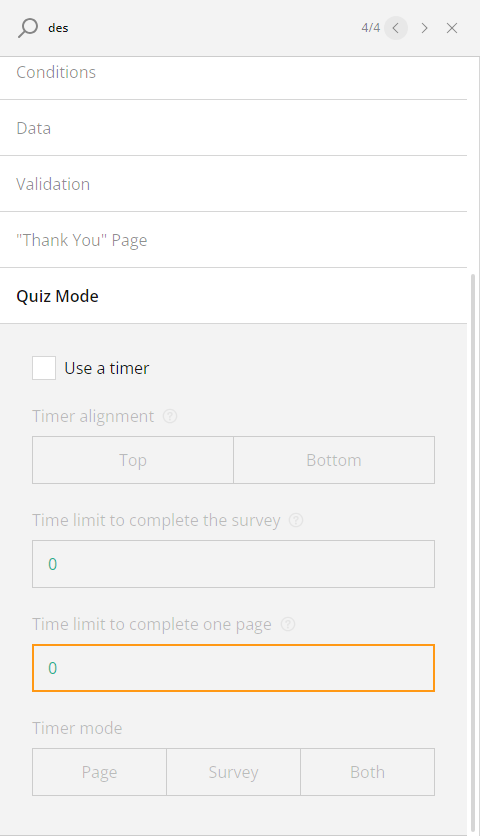 des 4/4
Conditions
Data
Validation
"Thank You" Page
Quiz Mode
Use a timer
Timer alignment ?
Top Bottom
Time limit to complete the survey ?
0
Time limit to complete one page ?
0
Timer mode
Page Survey Both